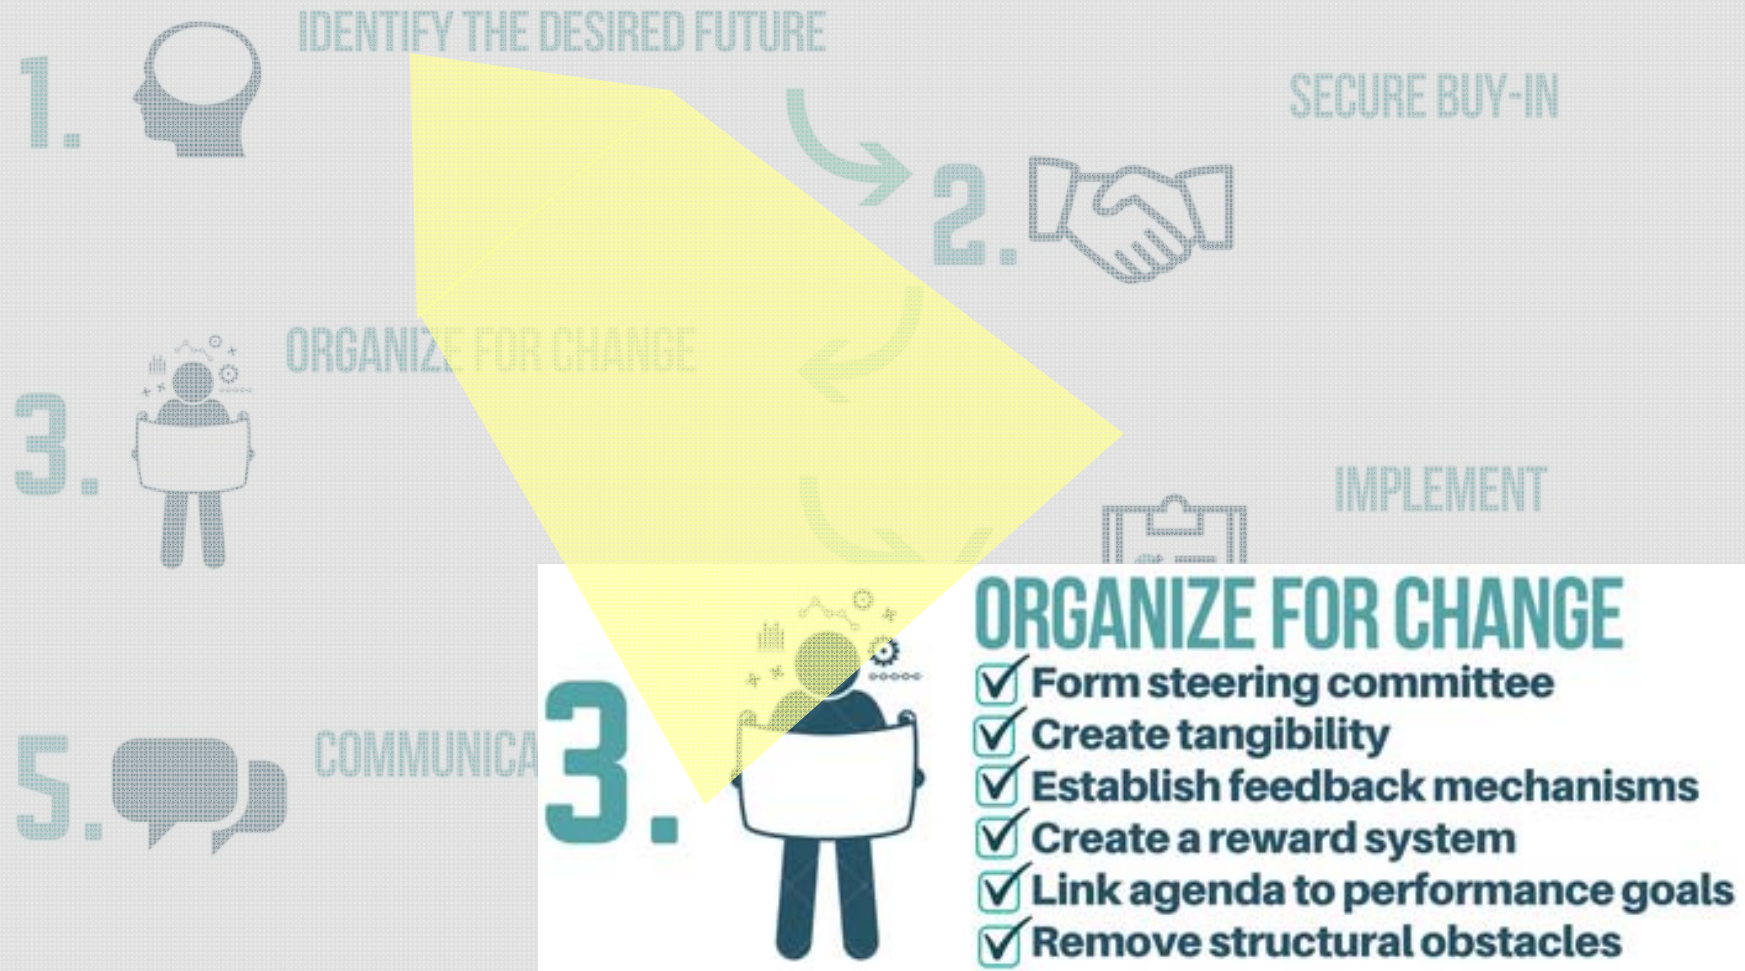 1.
IDENTIFY THE DESIRED FUTURE
2.
SECURE BUY-IN
3.
ORGANIZE FOR CHANGE
IMPLEMENT
5.
3.
ORGANIZE FOR CHANGE
Form steering committee
Create tangibility
Establish feedback mechanisms
Create a reward system
Link agenda to performance goals
Remove structural obstacles